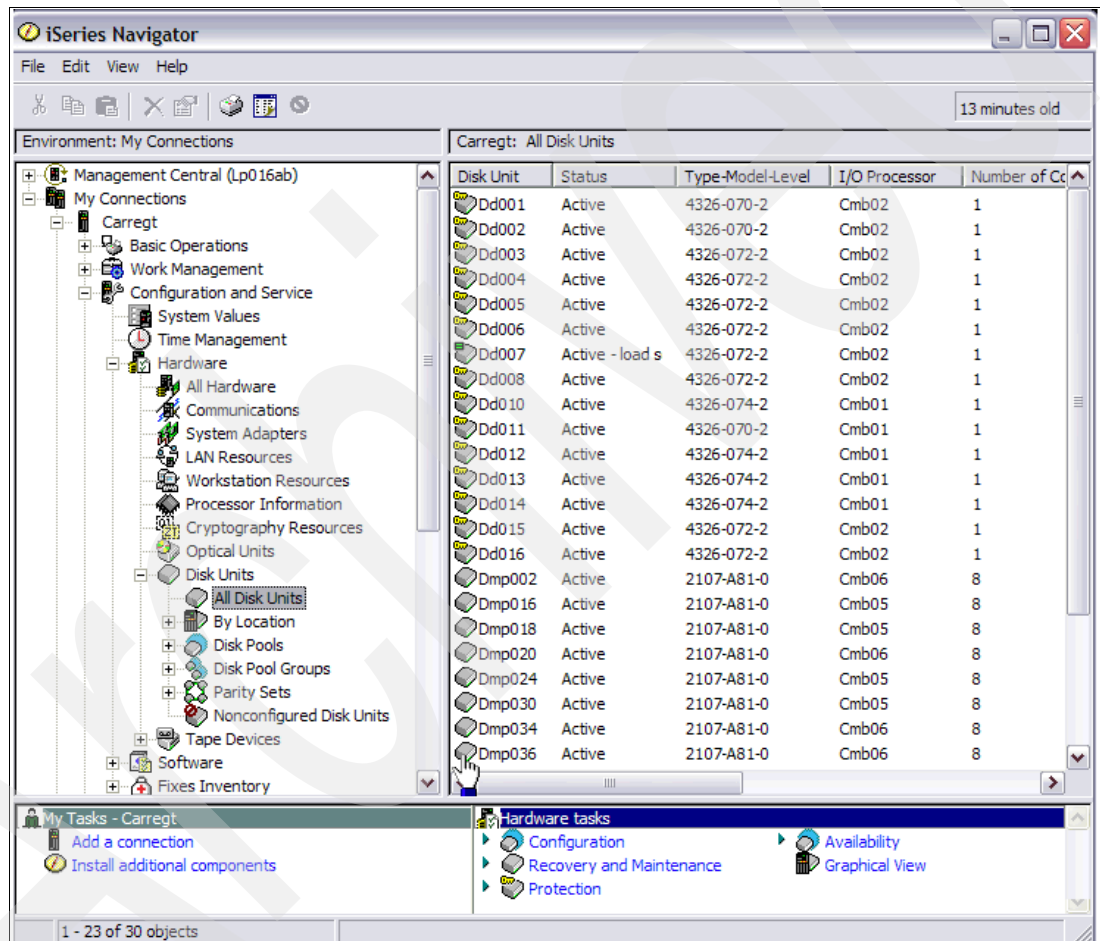 iSeries Navigator
File Edit View Help
13 minutes old
Environment: My Connections
Carregt: All Disk Units
Management Central (Lp016ab)
My Connections
Carregt
Basic Operations
Work Management
Configuration and Service
System Values
Time Management
Hardware
All Hardware
Communications
System Adapters
LAN Resources
Workstation Resources
Processor Information
Cryptography Resources
Optical Units
Disk Units
All Disk Units
By Location
Disk Pools
Disk Pool Groups
Parity Sets
Nonconfigured Disk Units
Tape Devices
Software
Fixes Inventory
Disk Unit Status Type-Model-Level I/O Processor Number of Cc
Dd001 Active 4326-070-2 Cmb02 1
Dd002 Active 4326-070-2 Cmb02 1
Dd003 Active 4326-072-2 Cmb02 1
Dd004 Active 4326-072-2 Cmb02 1
Dd005 Active 4326-072-2 Cmb02 1
Dd006 Active 4326-072-2 Cmb02 1
Dd007 Active - load s 4326-072-2 Cmb02 1
Dd008 Active 4326-072-2 Cmb02 1
Dd010 Active 4326-074-2 Cmb01 1
Dd011 Active 4326-070-2 Cmb01 1
Dd012 Active 4326-074-2 Cmb01 1
Dd013 Active 4326-074-2 Cmb01 1
Dd014 Active 4326-074-2 Cmb01 1
Dd015 Active 4326-072-2 Cmb02 1
Dd016 Active 4326-072-2 Cmb02 1
Dmp002 Active 2107-A81-0 Cmb06 8
Dmp016 Active 2107-A81-0 Cmb05 8
Dmp018 Active 2107-A81-0 Cmb05 8
Dmp020 Active 2107-A81-0 Cmb06 8
Dmp024 Active 2107-A81-0 Cmb05 8
Dmp030 Active 2107-A81-0 Cmb05 8
Dmp034 Active 2107-A81-0 Cmb06 8
Dmp036 Active 2107-A81-0 Cmb06 8
My Tasks - Carregt
Add a connection
Install additional components
Hardware tasks
Configuration
Recovery and Maintenance
Protection
Availability
Graphical View
1 - 23 of 30 objects